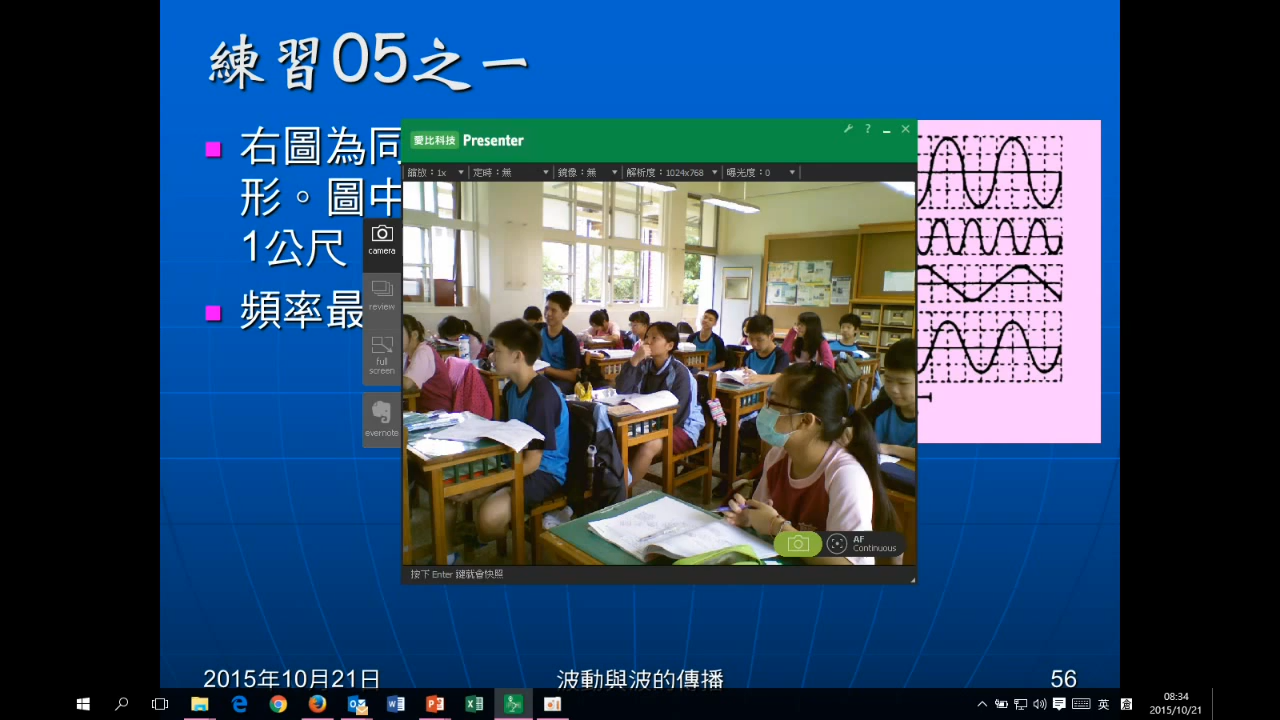 練習05之一
右圖為同
形。圖中
1公尺
頻率最
愛比科技 Presenter
縮放：1x 定時：無 鏡像：無 解析度：1024x768 曝光度：0
camera
review
full
screen
evernote
AF
Continuous
按下 Enter 鍵就會快照
2015年10月21日 波動與波的傳播 56
英
08:34
2015/10/21